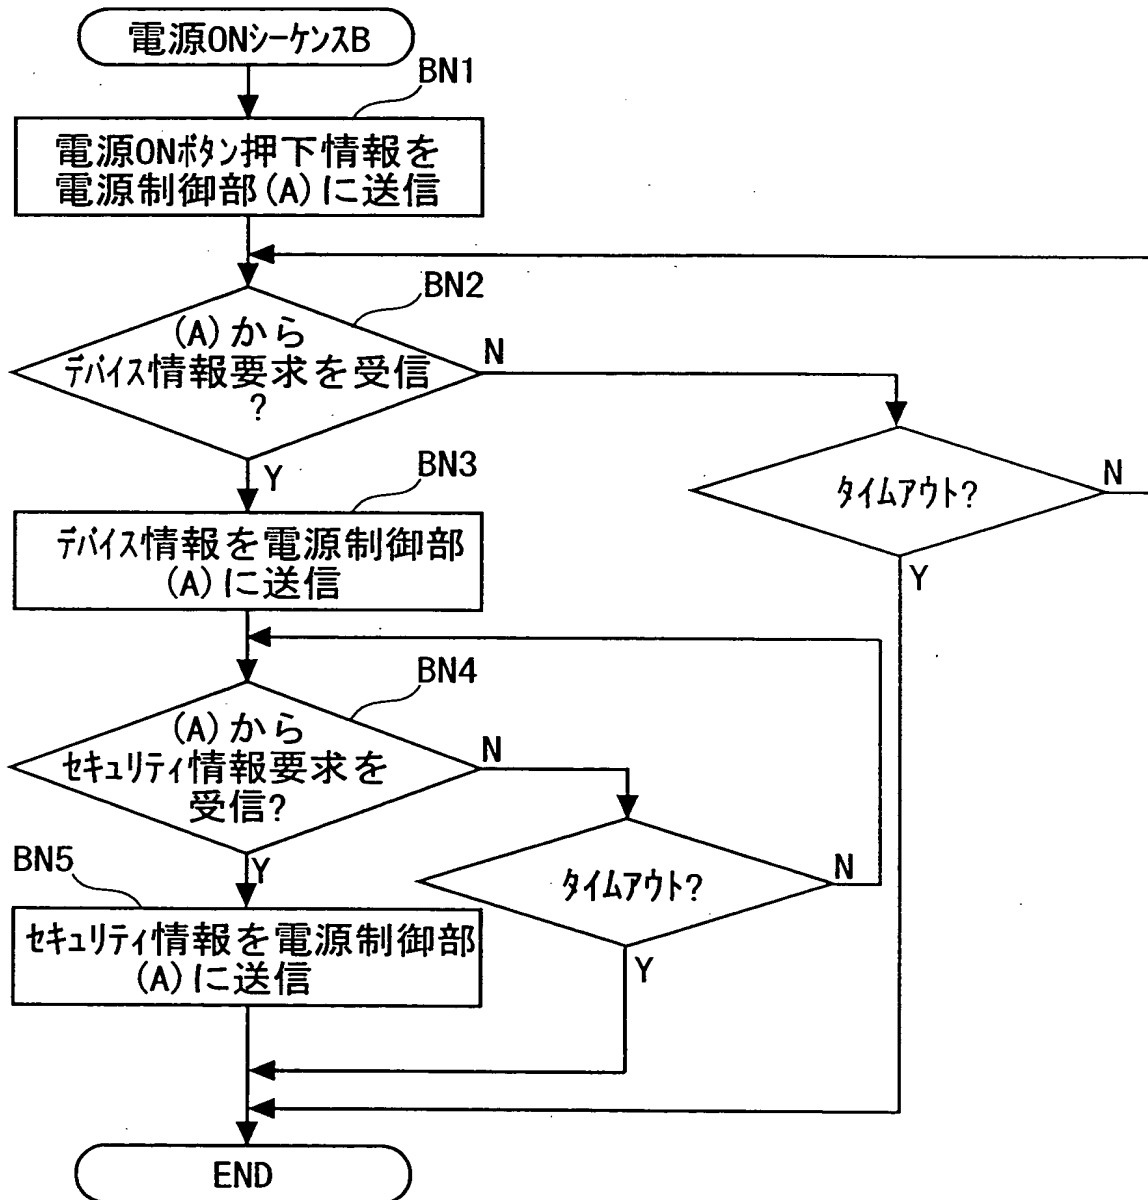 電源ONシーケンスB
BN1
電源ONボタン押下情報を
電源制御部(A)に送信
BN2
(A)から
デバイス情報要求を受信
?
N
Y
タイムアウト?
N
Y
BN3
デバイス情報を電源制御部
(A)に送信
BN4
(A)から
セキュリティ情報要求を
受信?
N
Y
タイムアウト?
N
Y
BN5
セキュリティ情報を電源制御部
(A)に送信
END